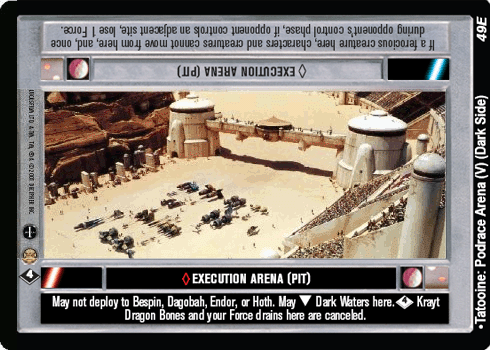 If a ferocious creature here, characters and creatures cannot move from here, and, once
during opponent's control phase, if opponent controls an adjacent site, lose 1 Force.
◊EXECUTION ARENA (PIT)
◊EXECUTION ARENA (PIT)
May not deploy to Bespin, Dagobah, Endor, or Hoth. May ▼ Dark Waters here. Krayt
Dragon Bones and your Force drains here are canceled.
4
49E
•Tatooine: Podrace Arena (V) (Dark Side)